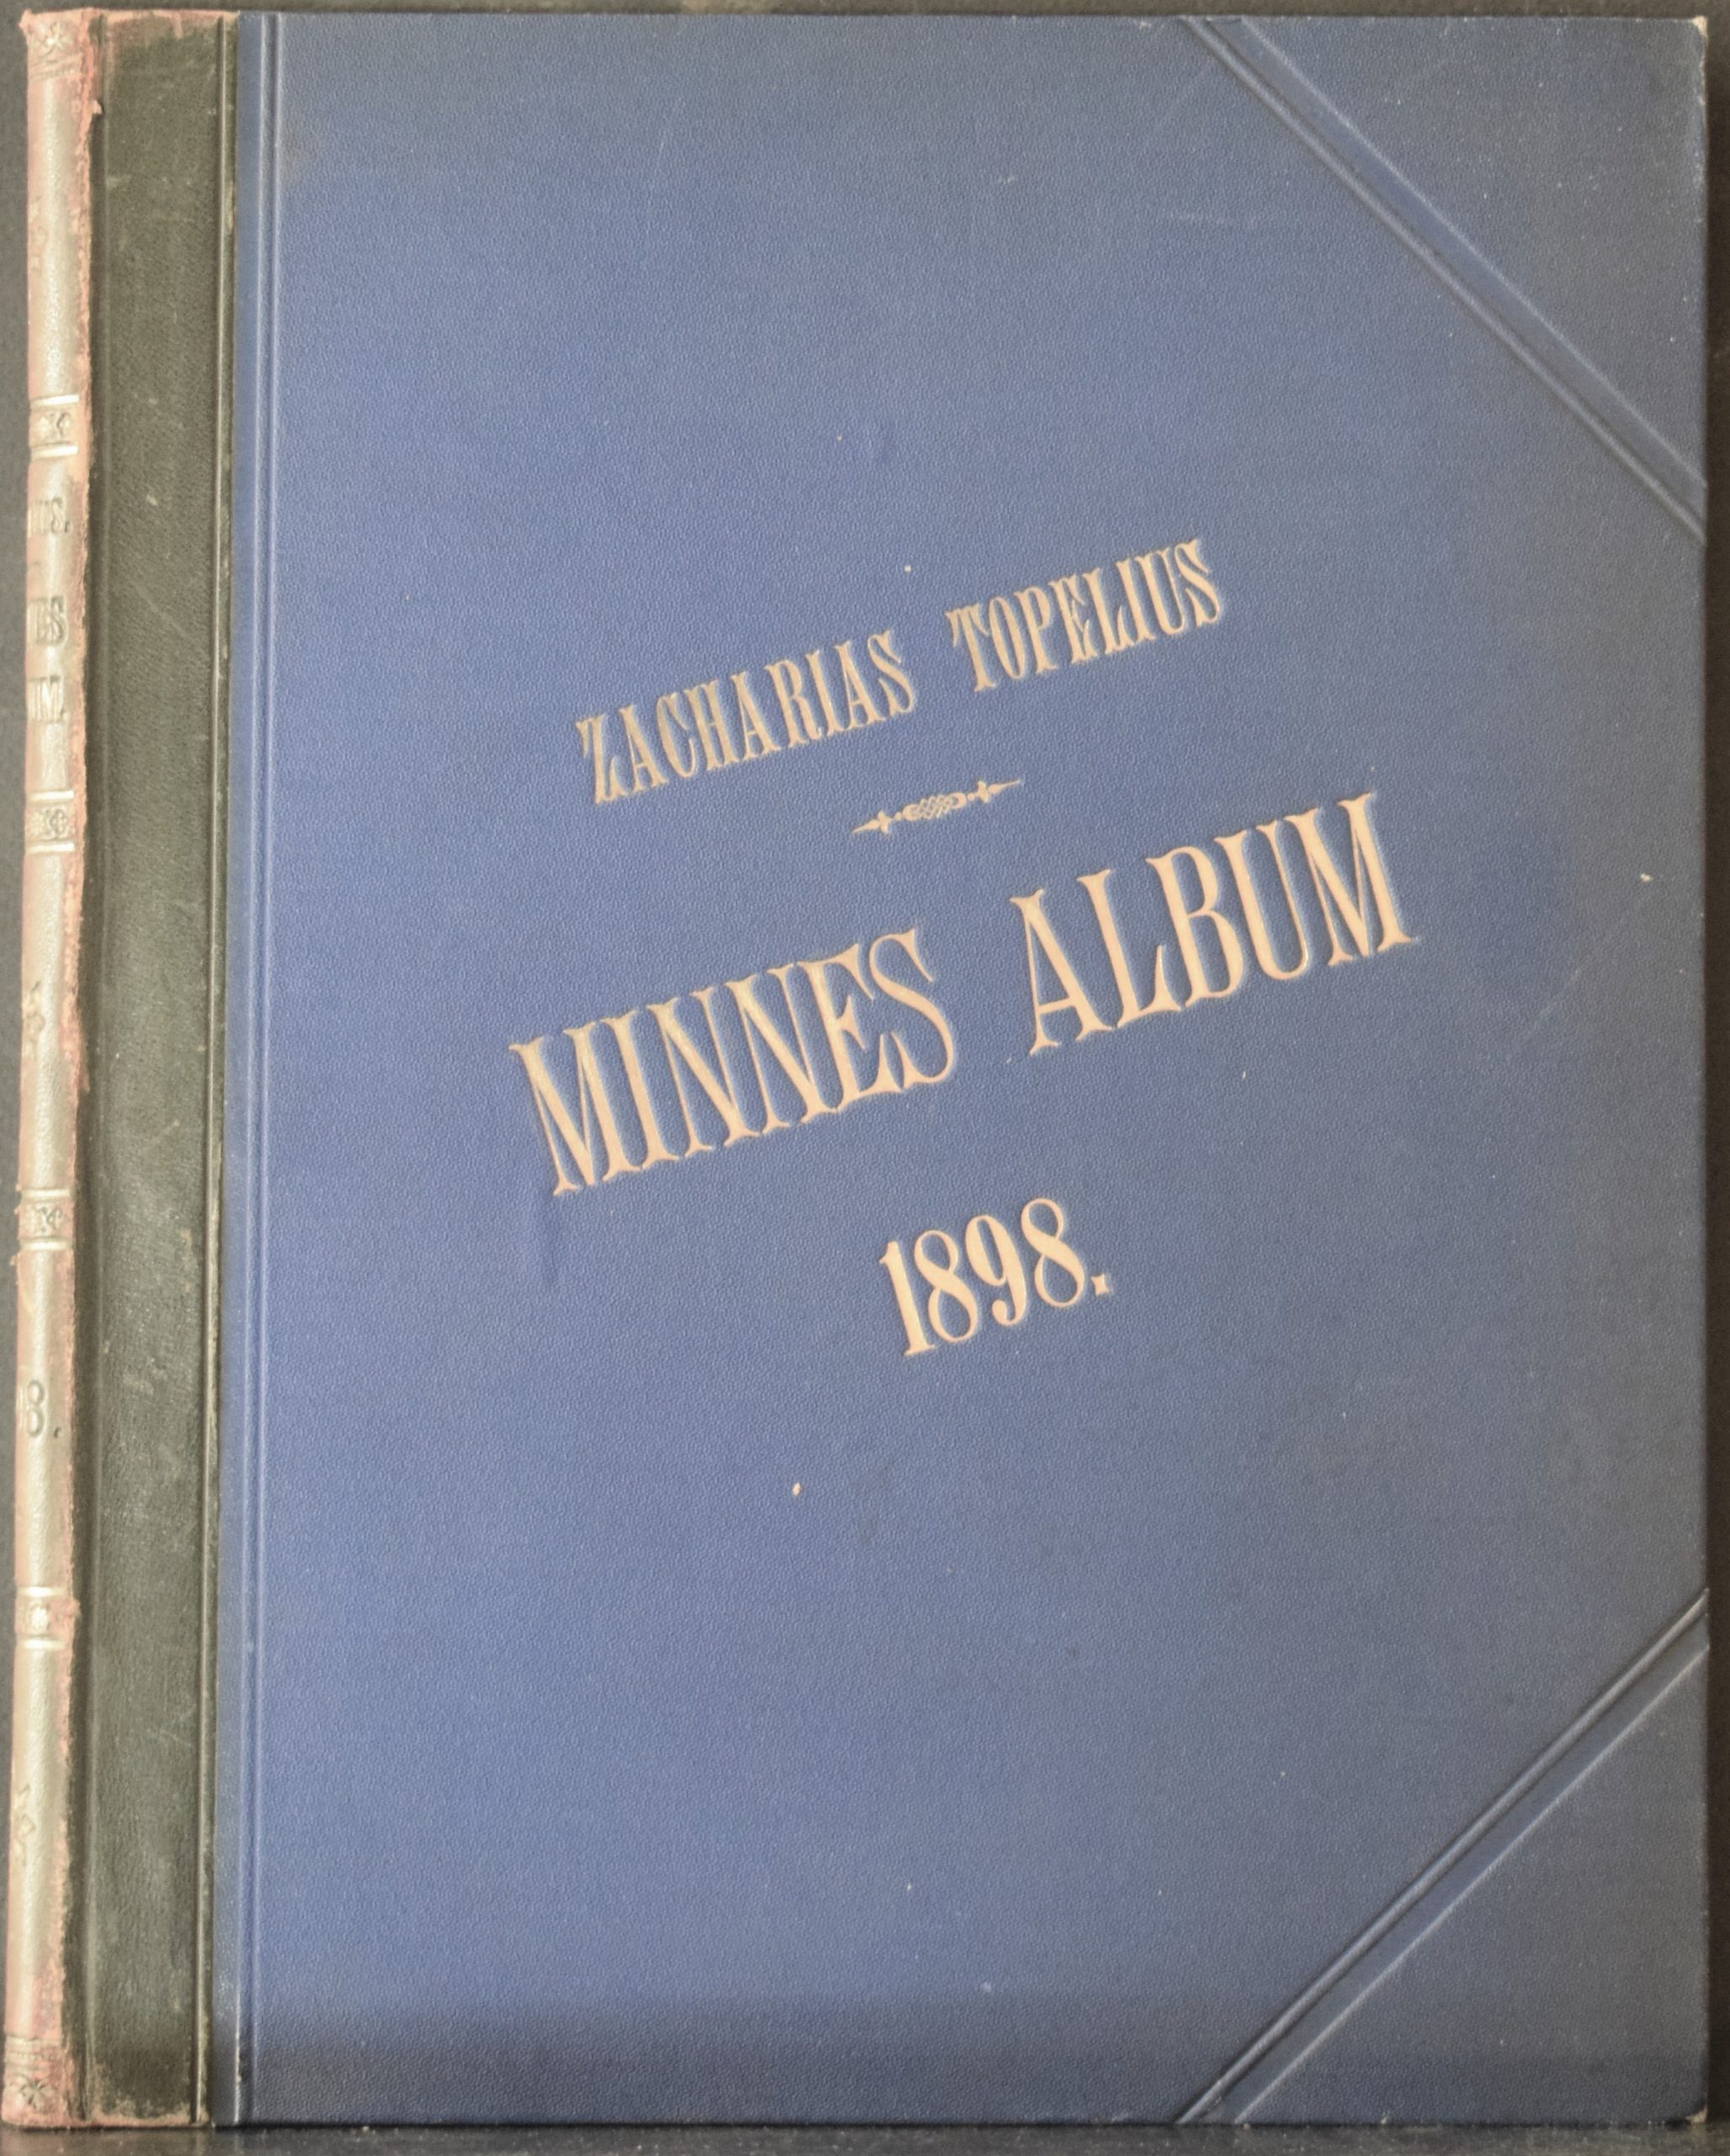 ZACHARIAS TOPELIUS
MINNES ALBUM
1898.